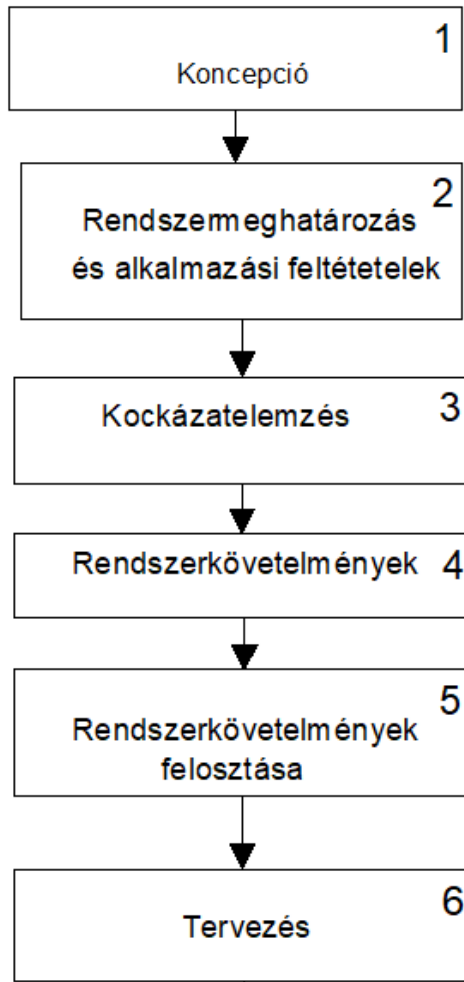 1
Koncepció
2
Rendszermeghatározás
és alkalmazási feltétetelek
3
Kockázatelemzés
Rendszerkövetelmények 4
5
Rendszerkövetelmények
felosztása
6
Tervezés